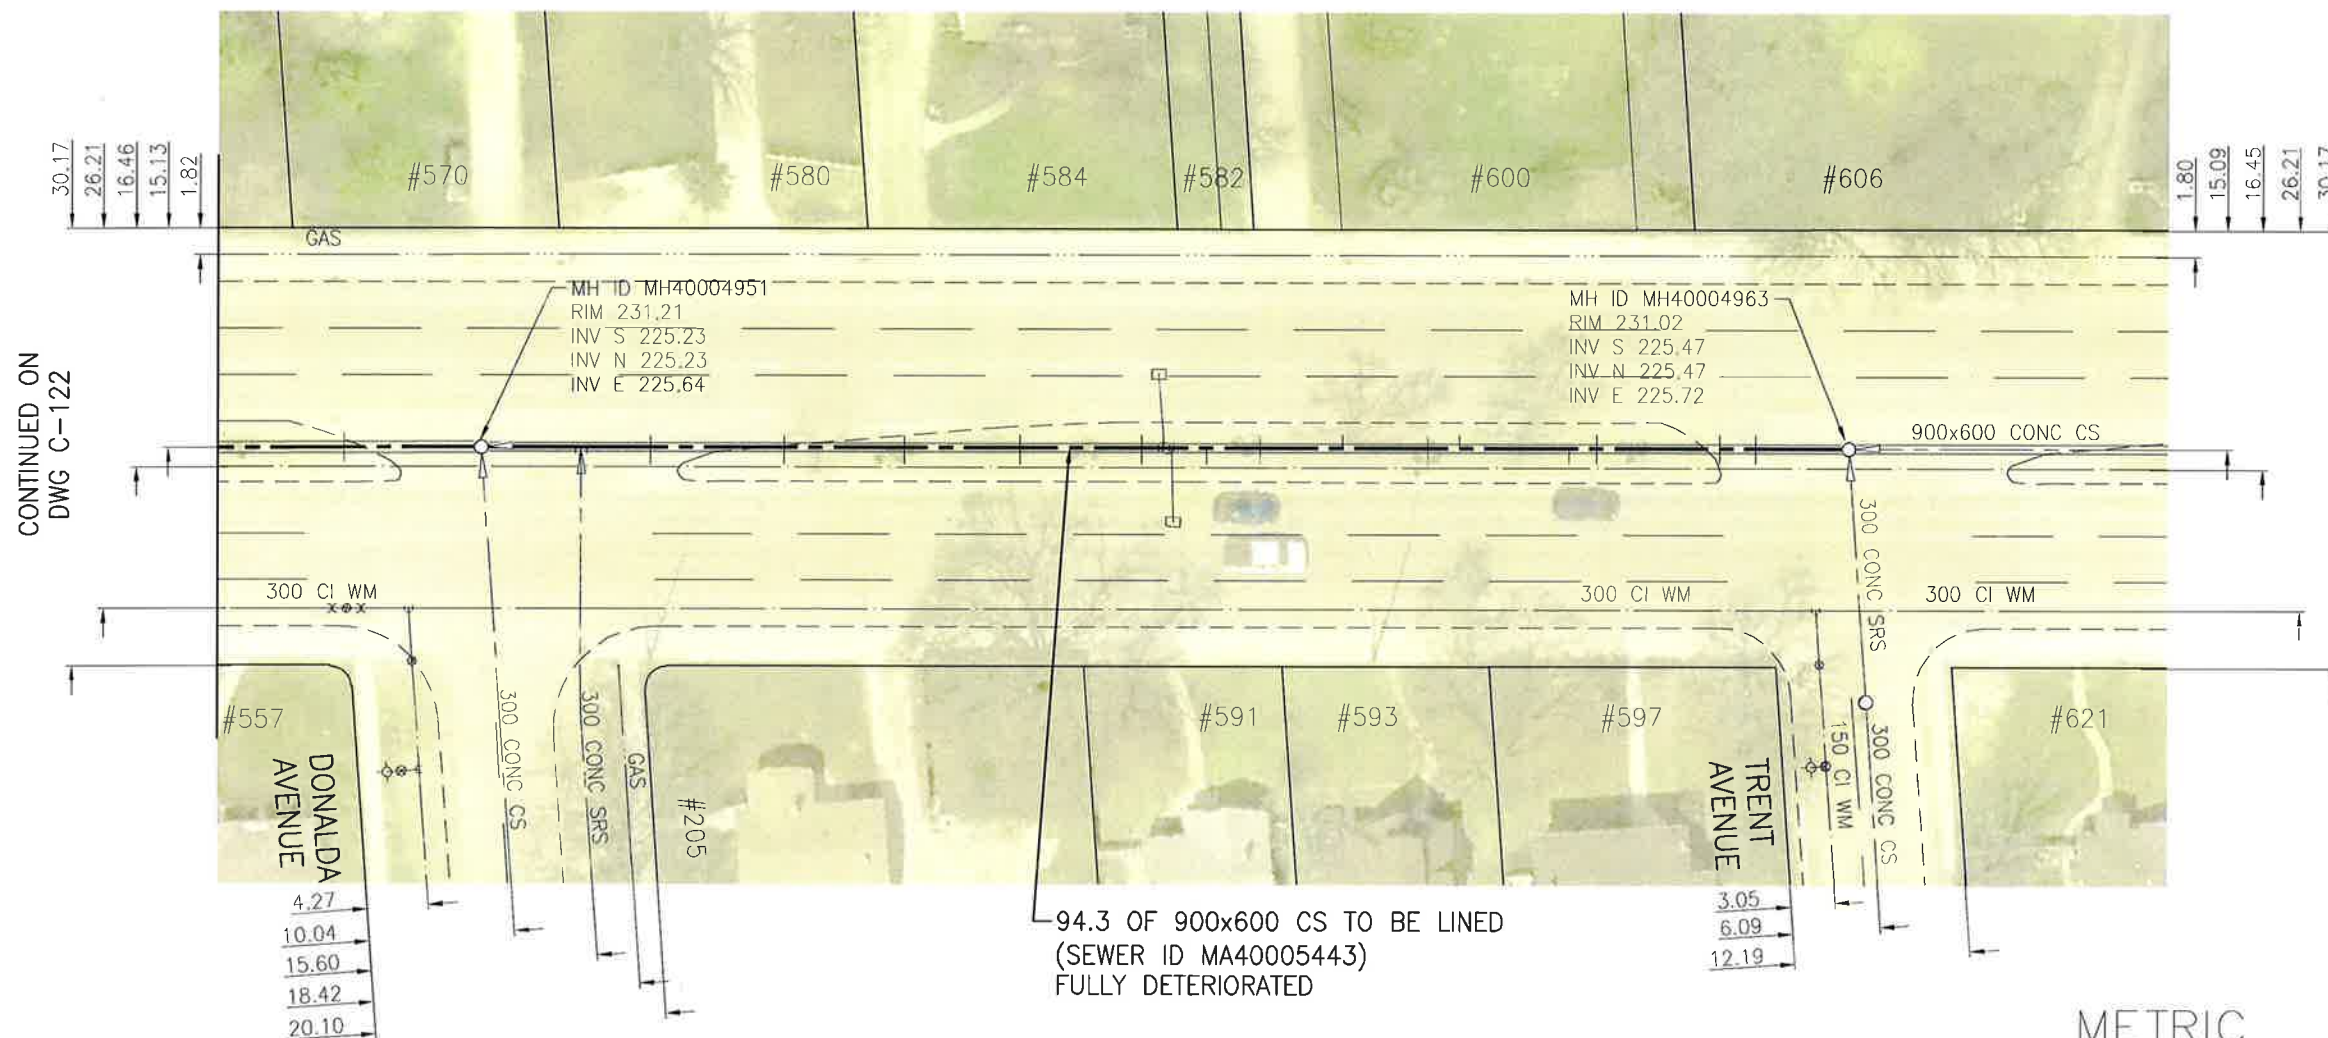 30.17
26.21
16.46
15.13
1.82
#570
#580
#584
#582
#600
#606
1.80
15.09
16.45
26.21
30.17
GAS
MH ID MH40004951
RIM 231.21
INV S 225.23
INV N 225.23
INV E 225.64
MH ID MH40004963
RIM 231.02
INV S 225.47
INV N 225.47
INV E 225.72
CONTINUED ON
DWG C-122
900x600 CONC CS
300 CONC SRS
300 CI WM
300 CI WM
300 CI WM
#557
DONALDA
AVENUE
300 CONC CS
300 CONC SRS
GAS
#205
#591
#593
#597
TRENT
AVENUE
150 CI WM
300 CONC CS
#621
4.27
10.04
15.60
18.42
20.10
94.3 OF 900x600 CS TO BE LINED
(SEWER ID MA40005443)
FULLY DETERIORATED
3.05
6.09
12.19
METRIC